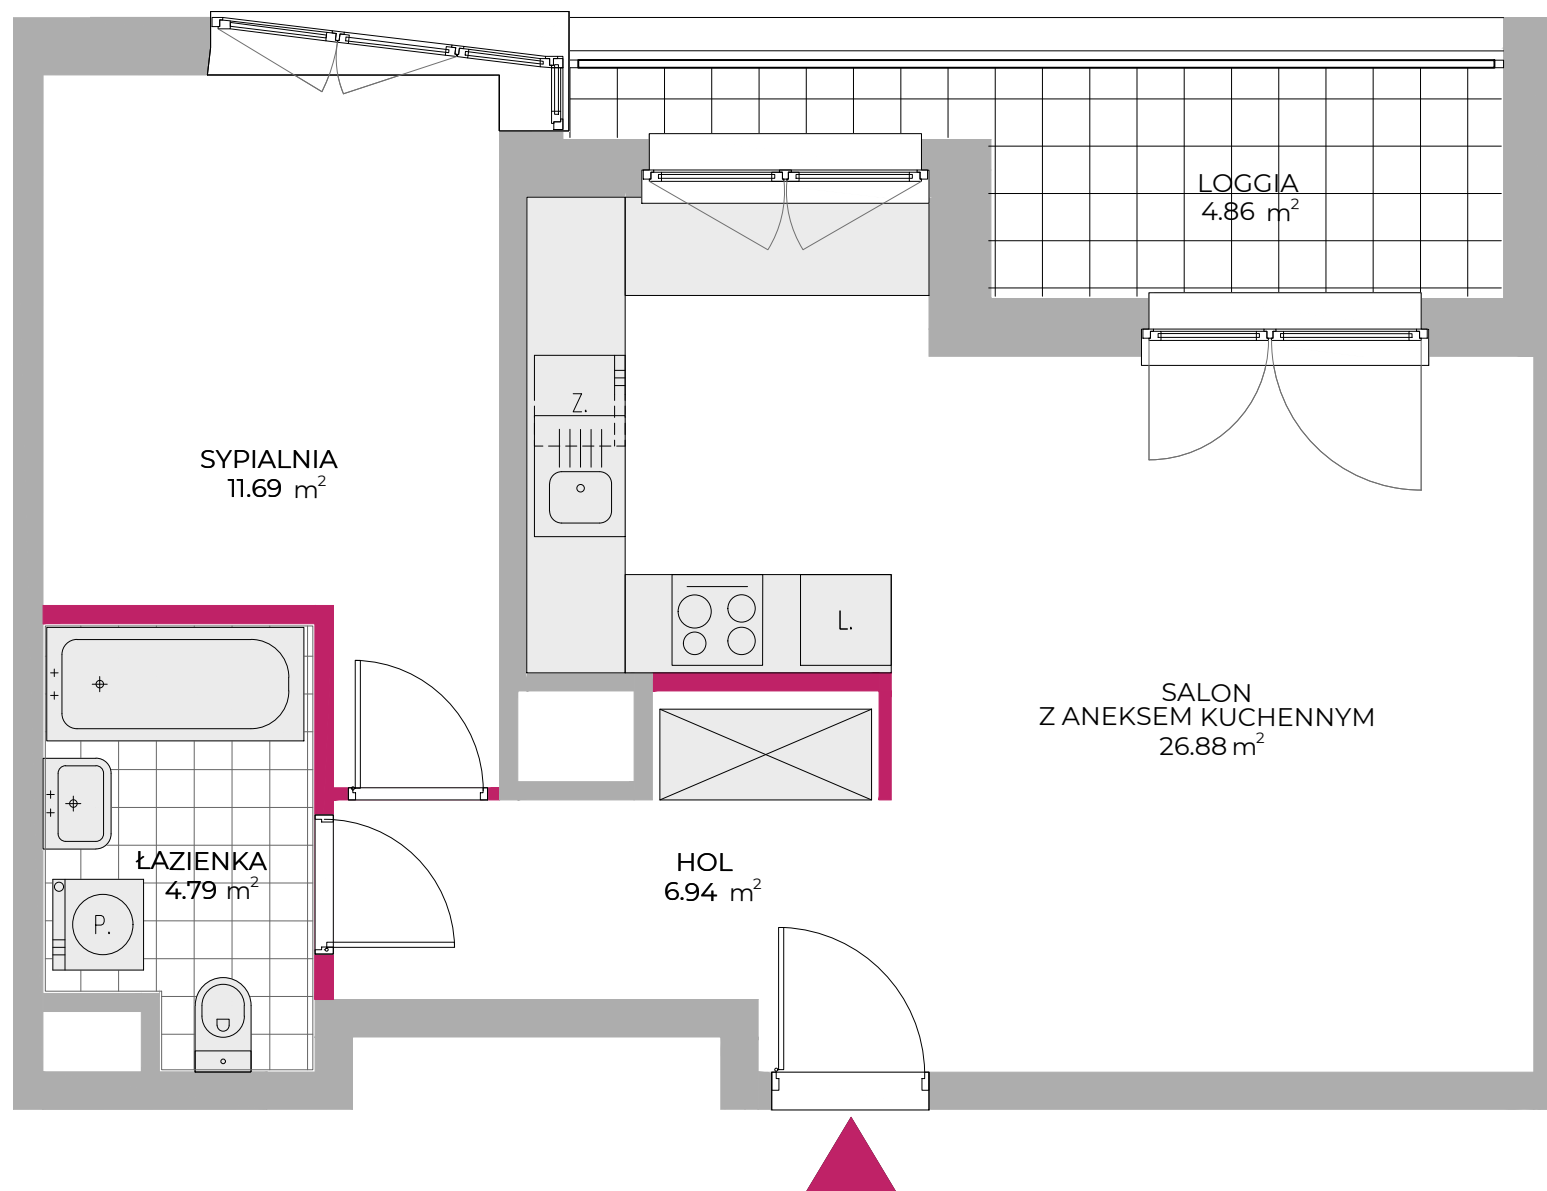 LOGGIA
4.86 m²
Z.
SYPIALNIA
11.69 m²
L.
SALON
Z ANEKSEM KUCHENNYM
26.88 m²
ŁAZIENKA
4.79 m²
HOL
6.94 m²
P.